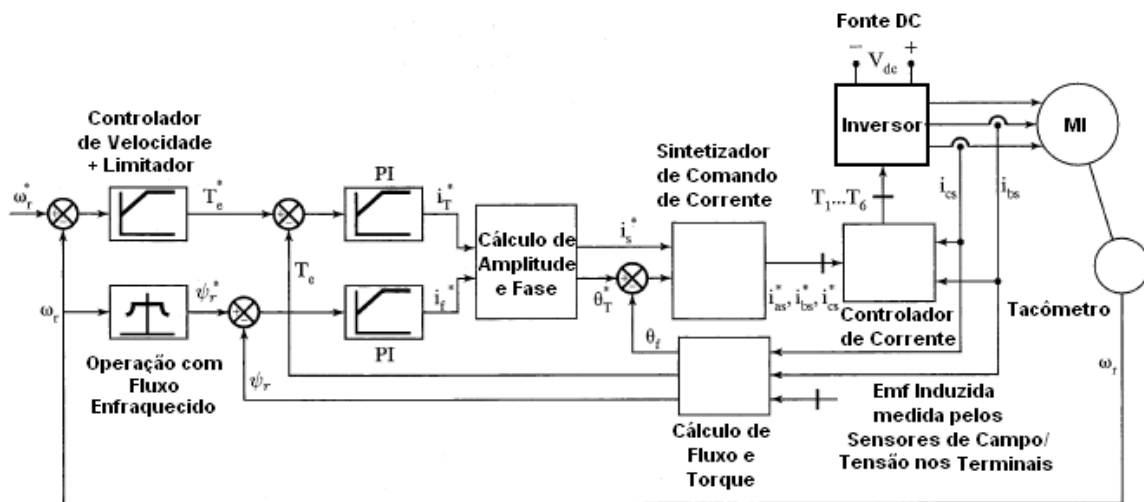 Fonte DC
− +
V_dc
Inversor
MI
Controlador
de Velocidade
+ Limitador
Sintetizador
de Comando
de Corrente
i_cs
i_bs
T_1...T_6
PI
ω_r^*
T_e^*
i_T^*
Cálculo de
Amplitude
e Fase
i_s^*
T_e
θ_T^*
i_as^*, i_bs^*, i_cs^*
Controlador
de Corrente
Tacômetro
ω_r
ψ_r^*
i_f^*
PI
θ_f
ω_r
Operação com
Fluxo
Enfraquecido
ψ_r
Cálculo de
Fluxo e
Torque
Emf Induzida
medida pelos
Sensores de Campo/
Tensão nos Terminais